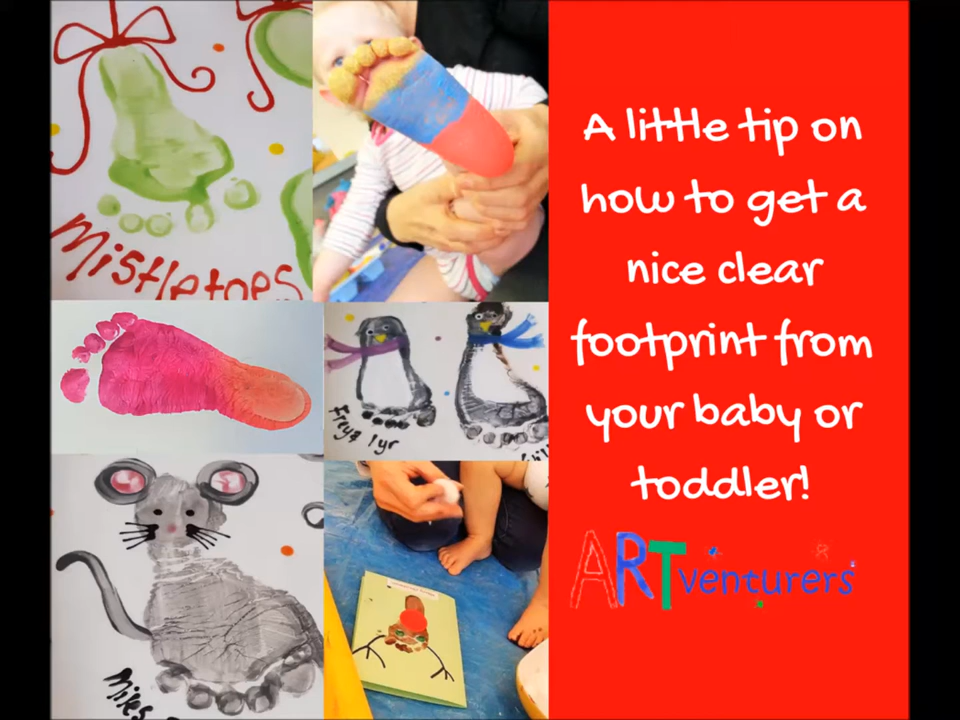 Mistletoes
Freya 1yr
Miles
A little tip on
how to get a
nice clear
footprint from
your baby or
toddler!
ARTventurers